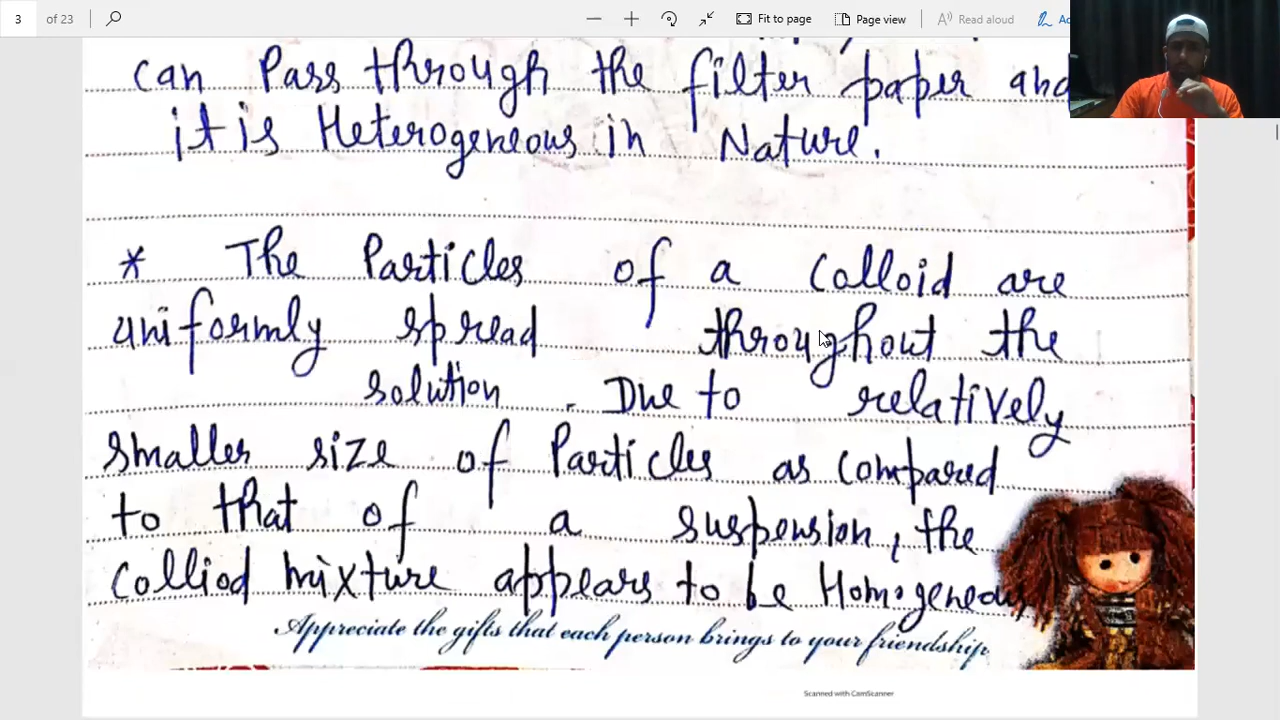 3 of 23 Fit to page Page view Read aloud
can Pass through the filter paper and
it is Heterogeneous in Nature.
* The Particles of a Colloid are
uniformly spread throughout the
solution. Due to relatively
smaller size of Particles as compared
to that of a suspension, the
Colliod mixture appears to be Homogeneous
Appreciate the gifts that each person brings to your friendship.
Scanned with CamScanner